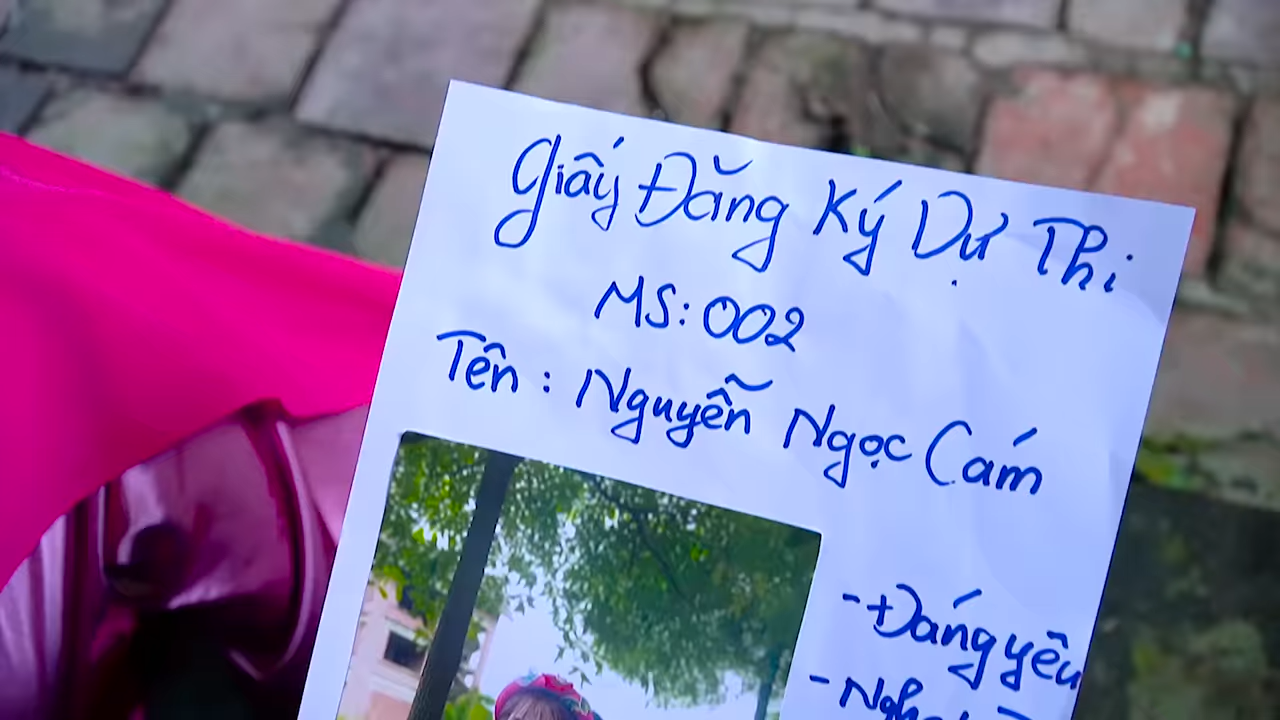 Giấy Đăng Ký Dự Thi
MS: 002
Tên : Nguyễn Ngọc Cám
- Đáng yêu